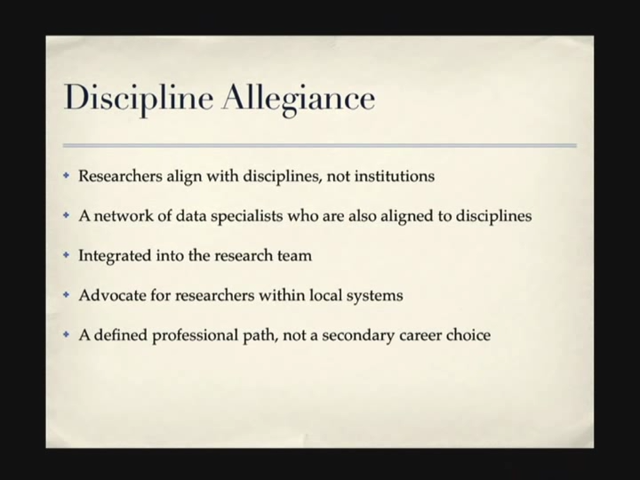 Discipline Allegiance
Researchers align with disciplines, not institutions
A network of data specialists who are also aligned to disciplines
Integrated into the research team
Advocate for researchers within local systems
A defined professional path, not a secondary career choice